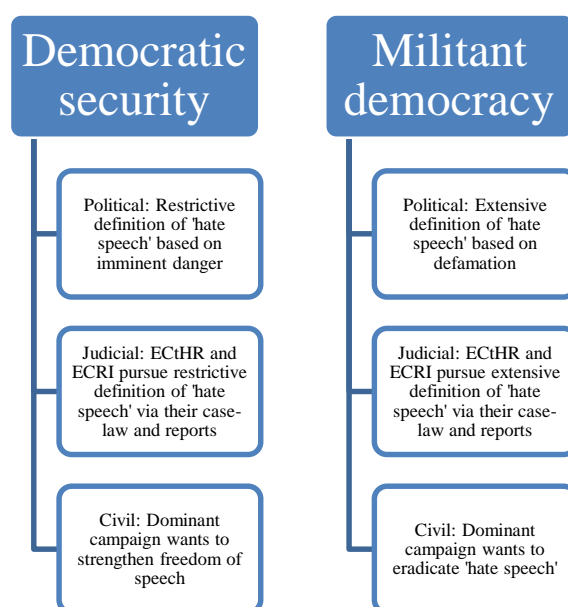 Democratic
security
Political: Restrictive
definition of 'hate
speech' based on
imminent danger
Judicial: ECtHR and
ECRI pursue restrictive
definition of 'hate
speech' via their case-
law and reports
Civil: Dominant
campaign wants to
strengthen freedom of
speech
Militant
democracy
Political: Extensive
definition of 'hate
speech' based on
defamation
Judicial: ECtHR and
ECRI pursue extensive
definition of 'hate
speech' via their case-
law and reports
Civil: Dominant
campaign wants to
eradicate 'hate speech'